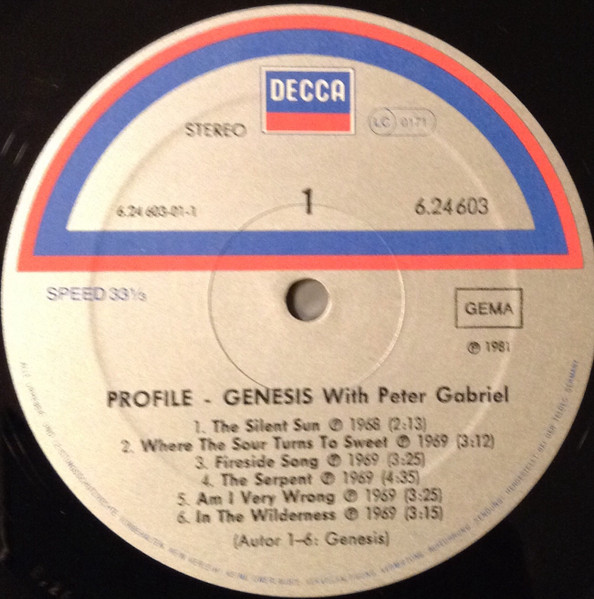 DECCA
STEREO
LC 0171
6.24 603-01-1
1
6.24603
SPEED 33⅓
GEMA
℗ 1981
PROFILE - GENESIS With Peter Gabriel
1. The Silent Sun ℗ 1968 (2:13)
2. Where The Sour Turns To Sweet ℗ 1969 (3:12)
3. Fireside Song ℗ 1969 (3:25)
4. The Serpent ℗ 1969 (4:35)
5. Am I Very Wrong ℗ 1969 (3:25)
6. In The Wilderness ℗ 1969 (3:15)
(Autor 1-6: Genesis)